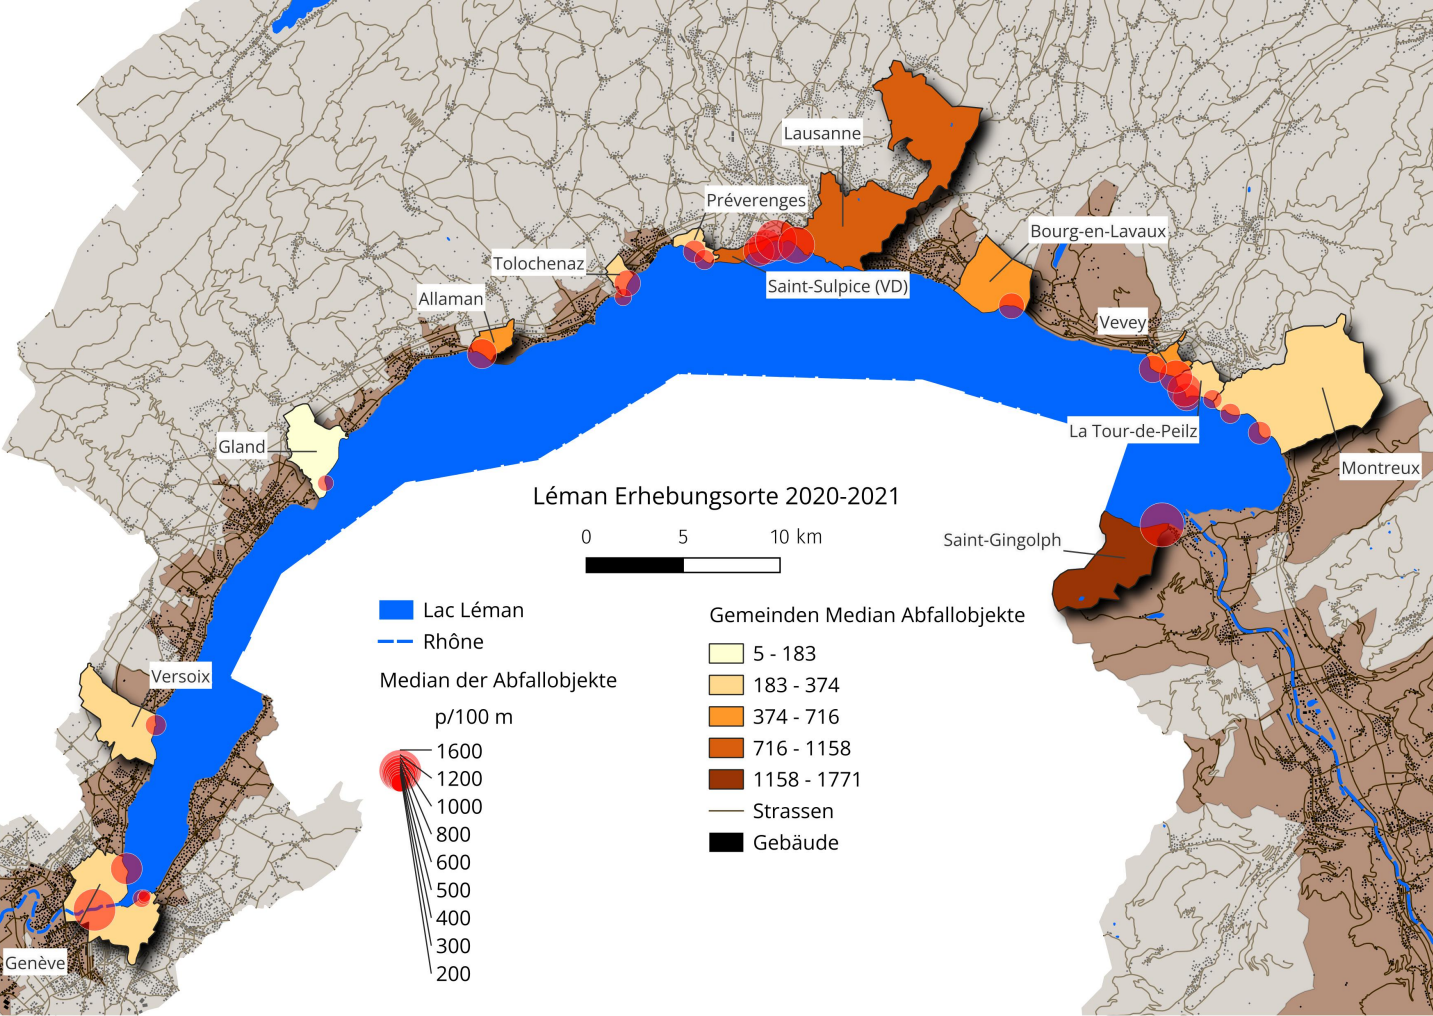 Lausanne
Préverenges
Bourg-en-Lavaux
Tolochenaz
Saint-Sulpice (VD)
Allaman
Vevey
La Tour-de-Peilz
Gland
Montreux
Léman Erhebungsorte 2020-2021
0 5 10 km
Saint-Gingolph
Lac Léman
Rhône
Median der Abfallobjekte
p/100 m
1600
1200
1000
800
600
500
400
300
200
Gemeinden Median Abfallobjekte
5 - 183
183 - 374
374 - 716
716 - 1158
1158 - 1771
Strassen
Gebäude
Versoix
Genève